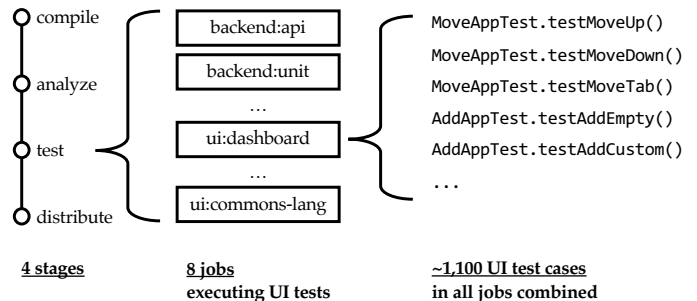 compile
analyze
test
distribute
4 stages
backend:api
backend:unit
...
ui:dashboard
...
ui:commons-lang
8 jobs
executing UI tests
MoveAppTest.testMoveUp()
MoveAppTest.testMoveDown()
MoveAppTest.testMoveTab()
AddAppTest.testAddEmpty()
AddAppTest.testAddCustom()
...
~1,100 UI test cases
in all jobs combined